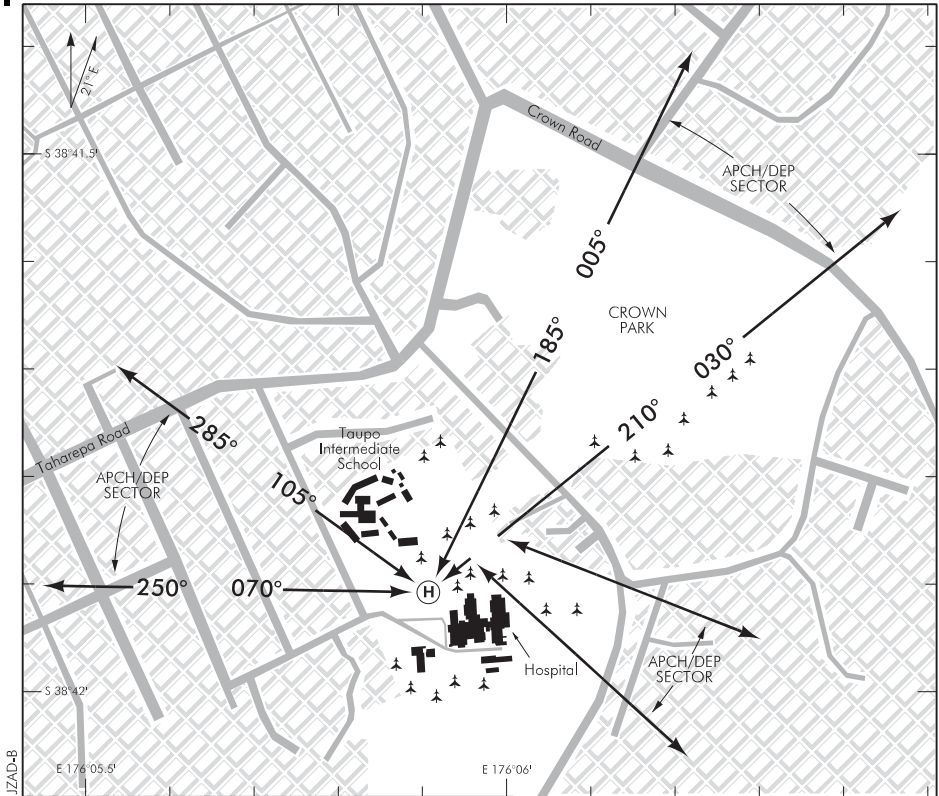 21° E
S 38°41.5'
Crown Road
APCH/DEP
SECTOR
005°
CROWN
PARK
185°
030°
210°
285°
Taharepa Road
Taupo
Intermediate
School
APCH/DEP
SECTOR
105°
250°
070°
H
Hospital
APCH/DEP
SECTOR
S 38°42'
E 176°05.5'
E 176°06'
JZAD-B